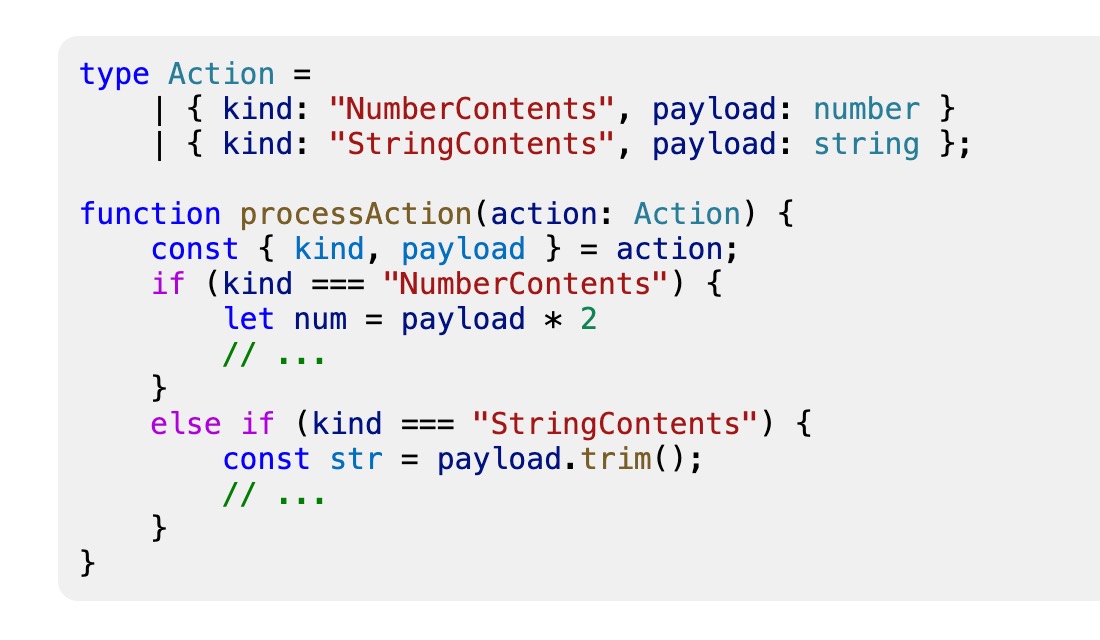 type Action =
    | { kind: "NumberContents", payload: number }
    | { kind: "StringContents", payload: string };

function processAction(action: Action) {
    const { kind, payload } = action;
    if (kind === "NumberContents") {
        let num = payload * 2
        // ...
    }
    else if (kind === "StringContents") {
        const str = payload.trim();
        // ...
    }
}